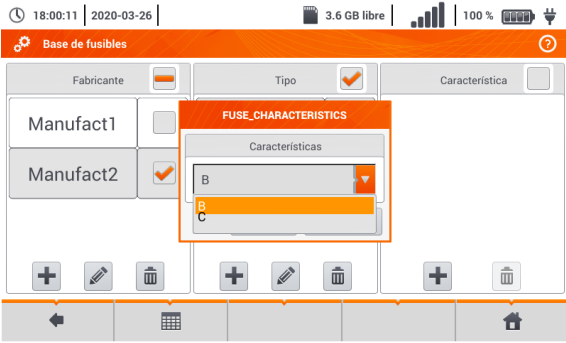 18:00:11 2020-03-26 3.6 GB libre 100 %
Base de fusibles
Fabricante Tipo Característica
Manufact1
Manufact2
FUSE_CHARACTERISTICS
Características
B
B
C